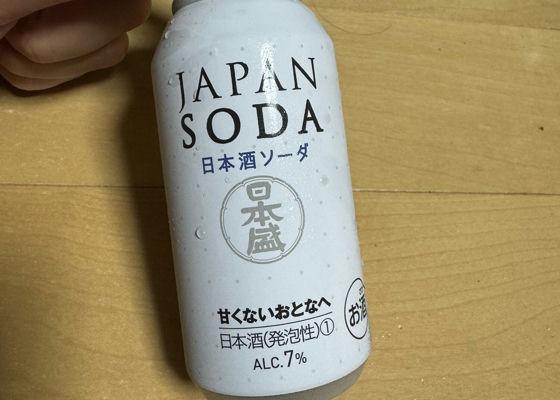 JAPAN
SODA
日本酒ソーダ
日本盛
甘くないおとなへ
日本酒(発泡性)①
ALC.7%
お酒